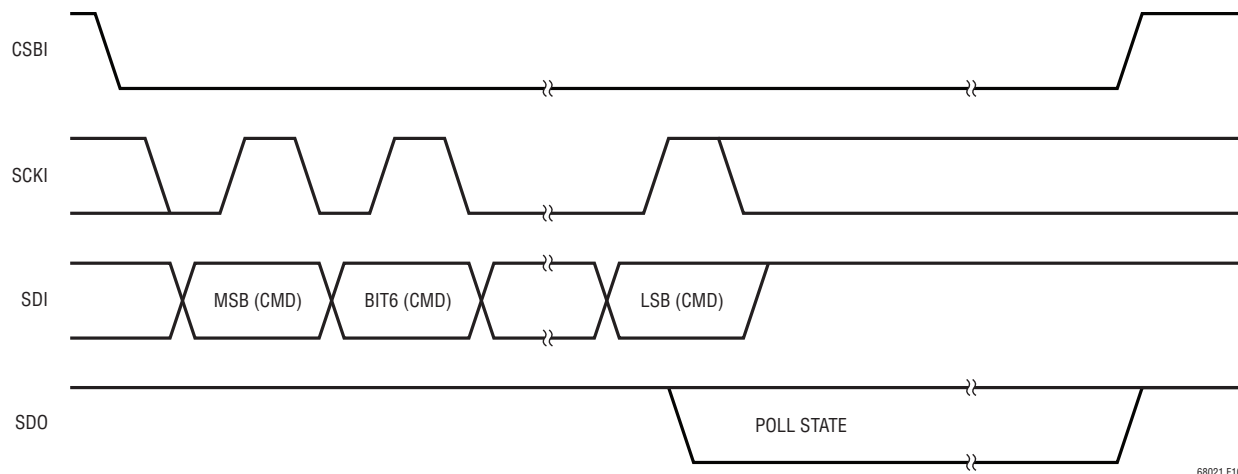 CSBI
SCKI
SDI
MSB (CMD)
BIT6 (CMD)
LSB (CMD)
SDO
POLL STATE